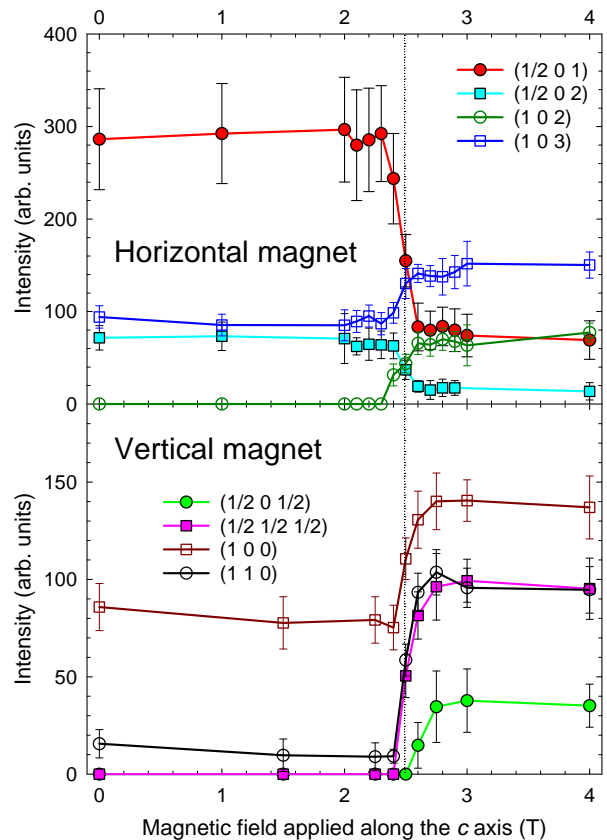 0 1 2 3 4
400
300
200
100
0
Intensity (arb. units)
(1/2 0 1)
(1/2 0 2)
(1 0 2)
(1 0 3)
Horizontal magnet
Vertical magnet
150
100
50
0
Intensity (arb. units)
(1/2 0 1/2)
(1/2 1/2 1/2)
(1 0 0)
(1 1 0)
0 1 2 3 4
Magnetic field applied along the c axis (T)